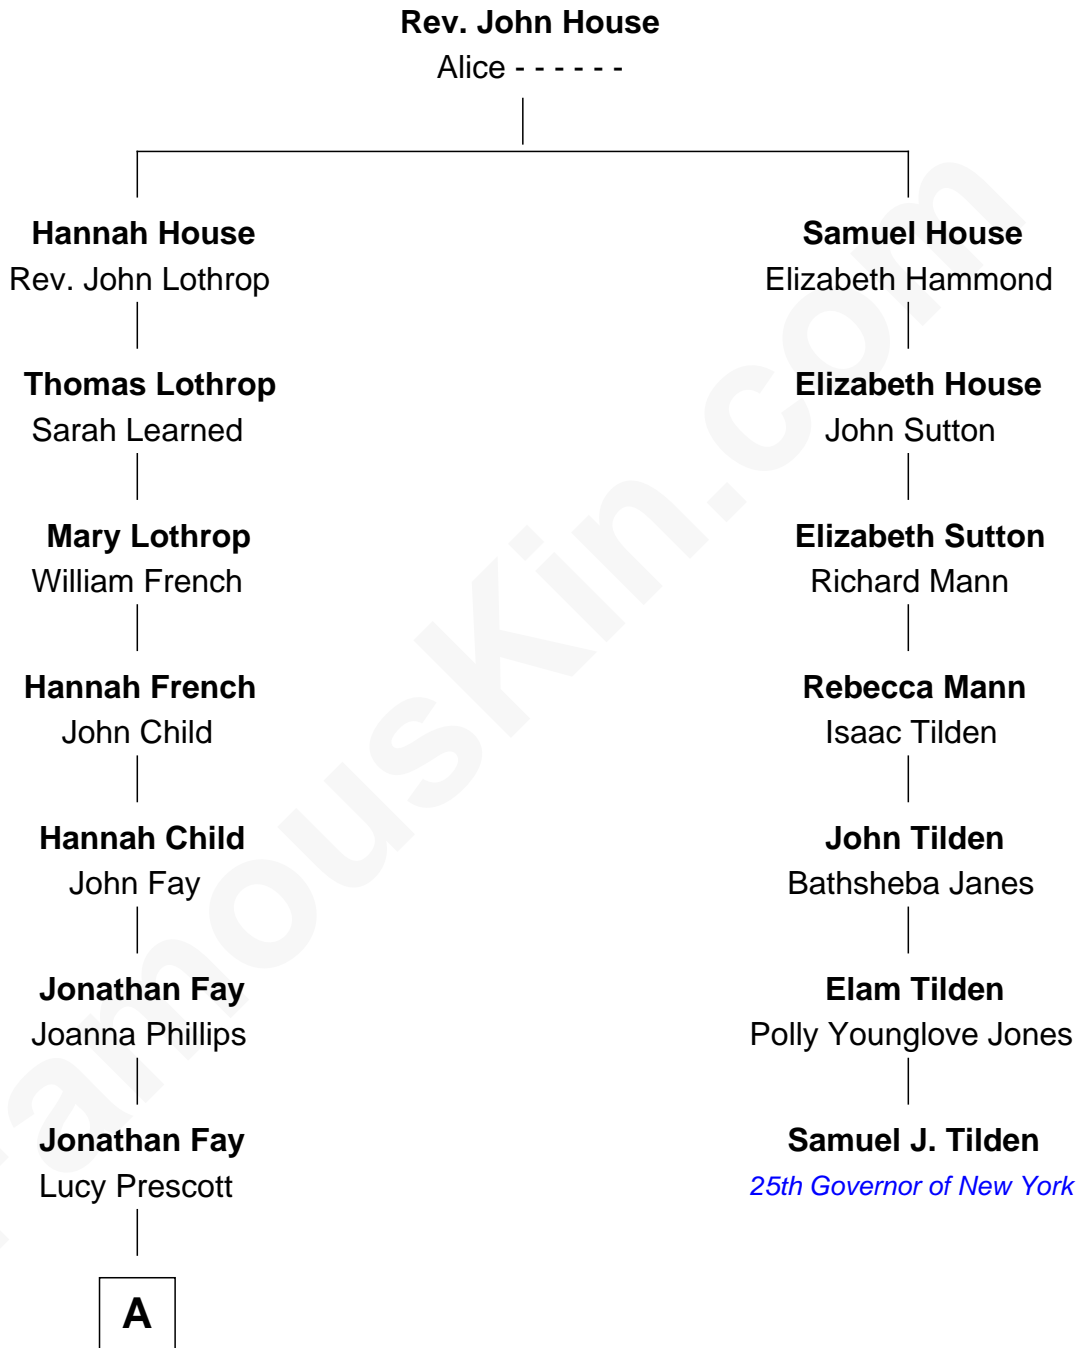 Rev. John House
Alice - - - - - -
Hannah House
Rev. John Lothrop
Samuel House
Elizabeth Hammond
Thomas Lothrop
Sarah Learned
Elizabeth House
John Sutton
Mary Lothrop
William French
Elizabeth Sutton
Richard Mann
Hannah French
John Child
Rebecca Mann
Isaac Tilden
Hannah Child
John Fay
John Tilden
Bathsheba Janes
Jonathan Fay
Joanna Phillips
Elam Tilden
Polly Younglove Jones
Jonathan Fay
Lucy Prescott
Samuel J. Tilden
25th Governor of New York
A
FamousKin.com